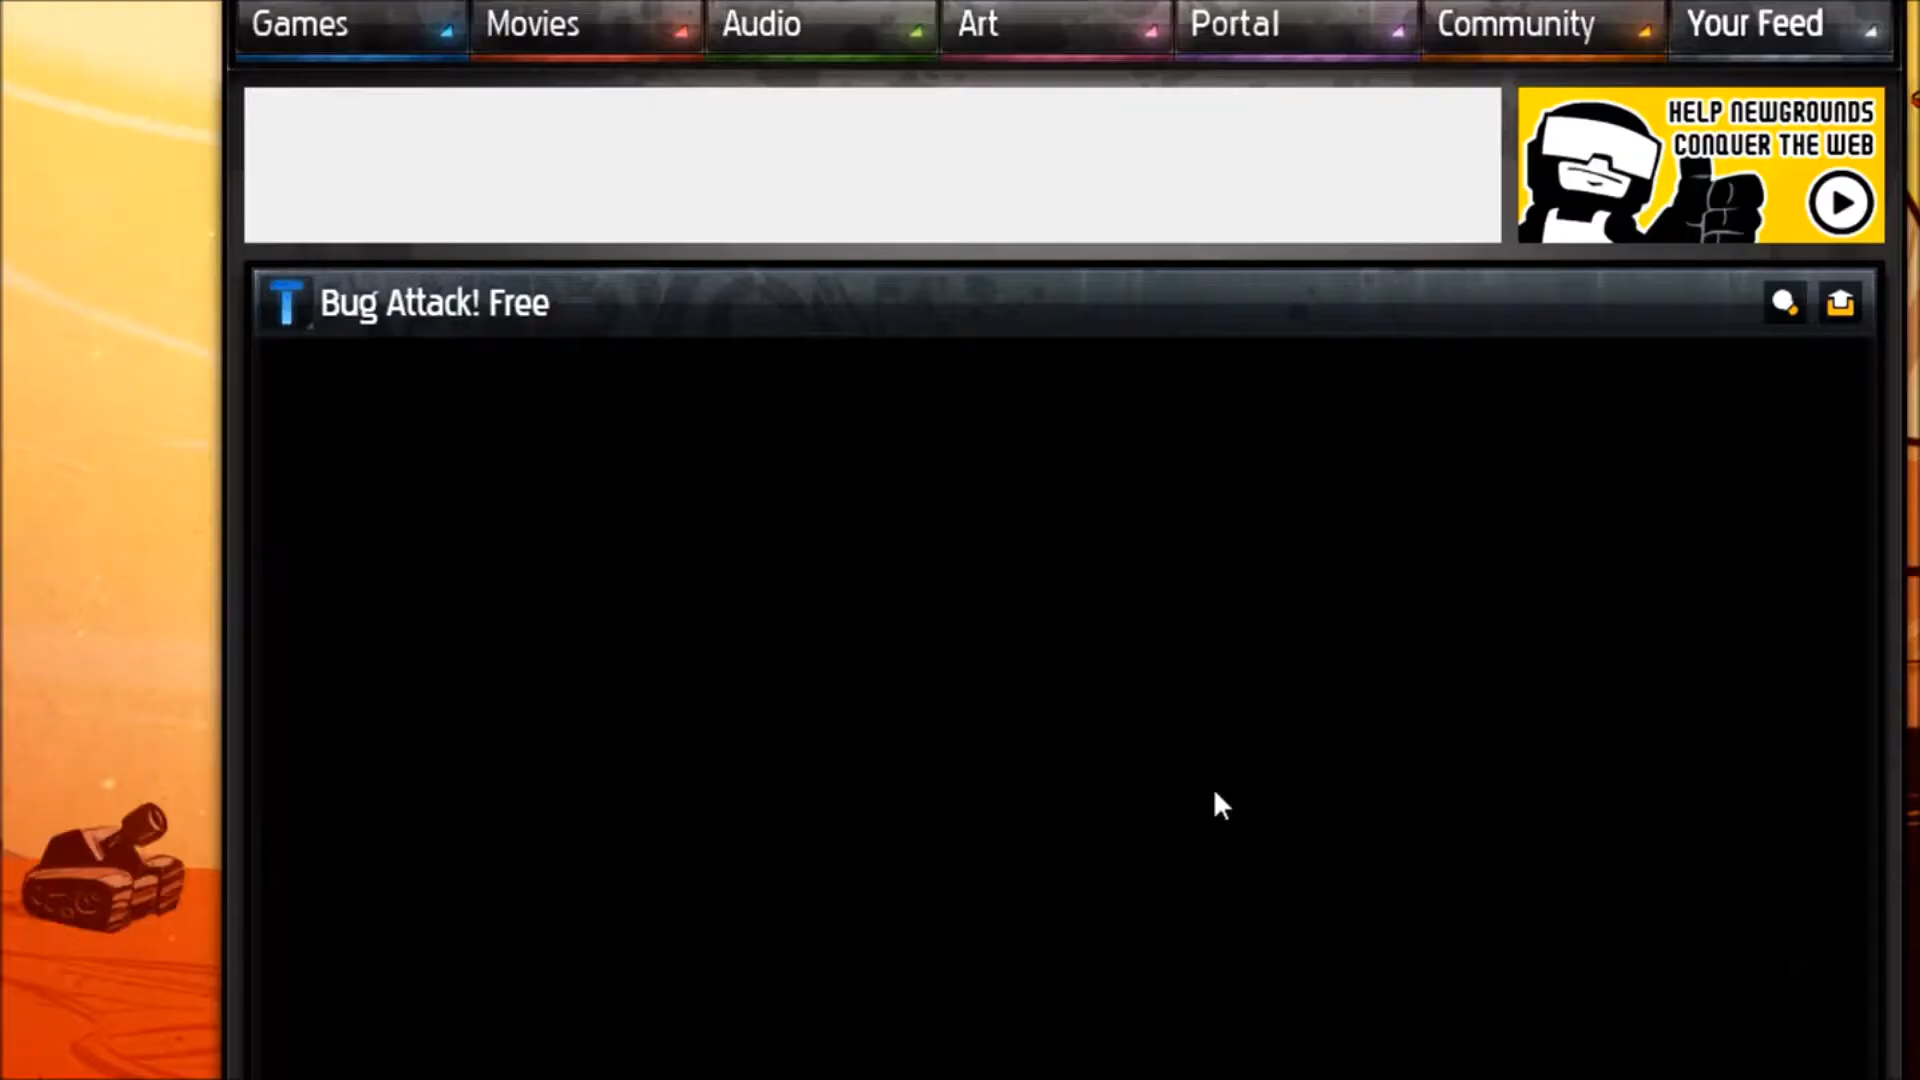 Games Movies Audio Art Portal Community Your Feed
HELP NEWGROUNDS
CONQUER THE WEB
Bug Attack! Free